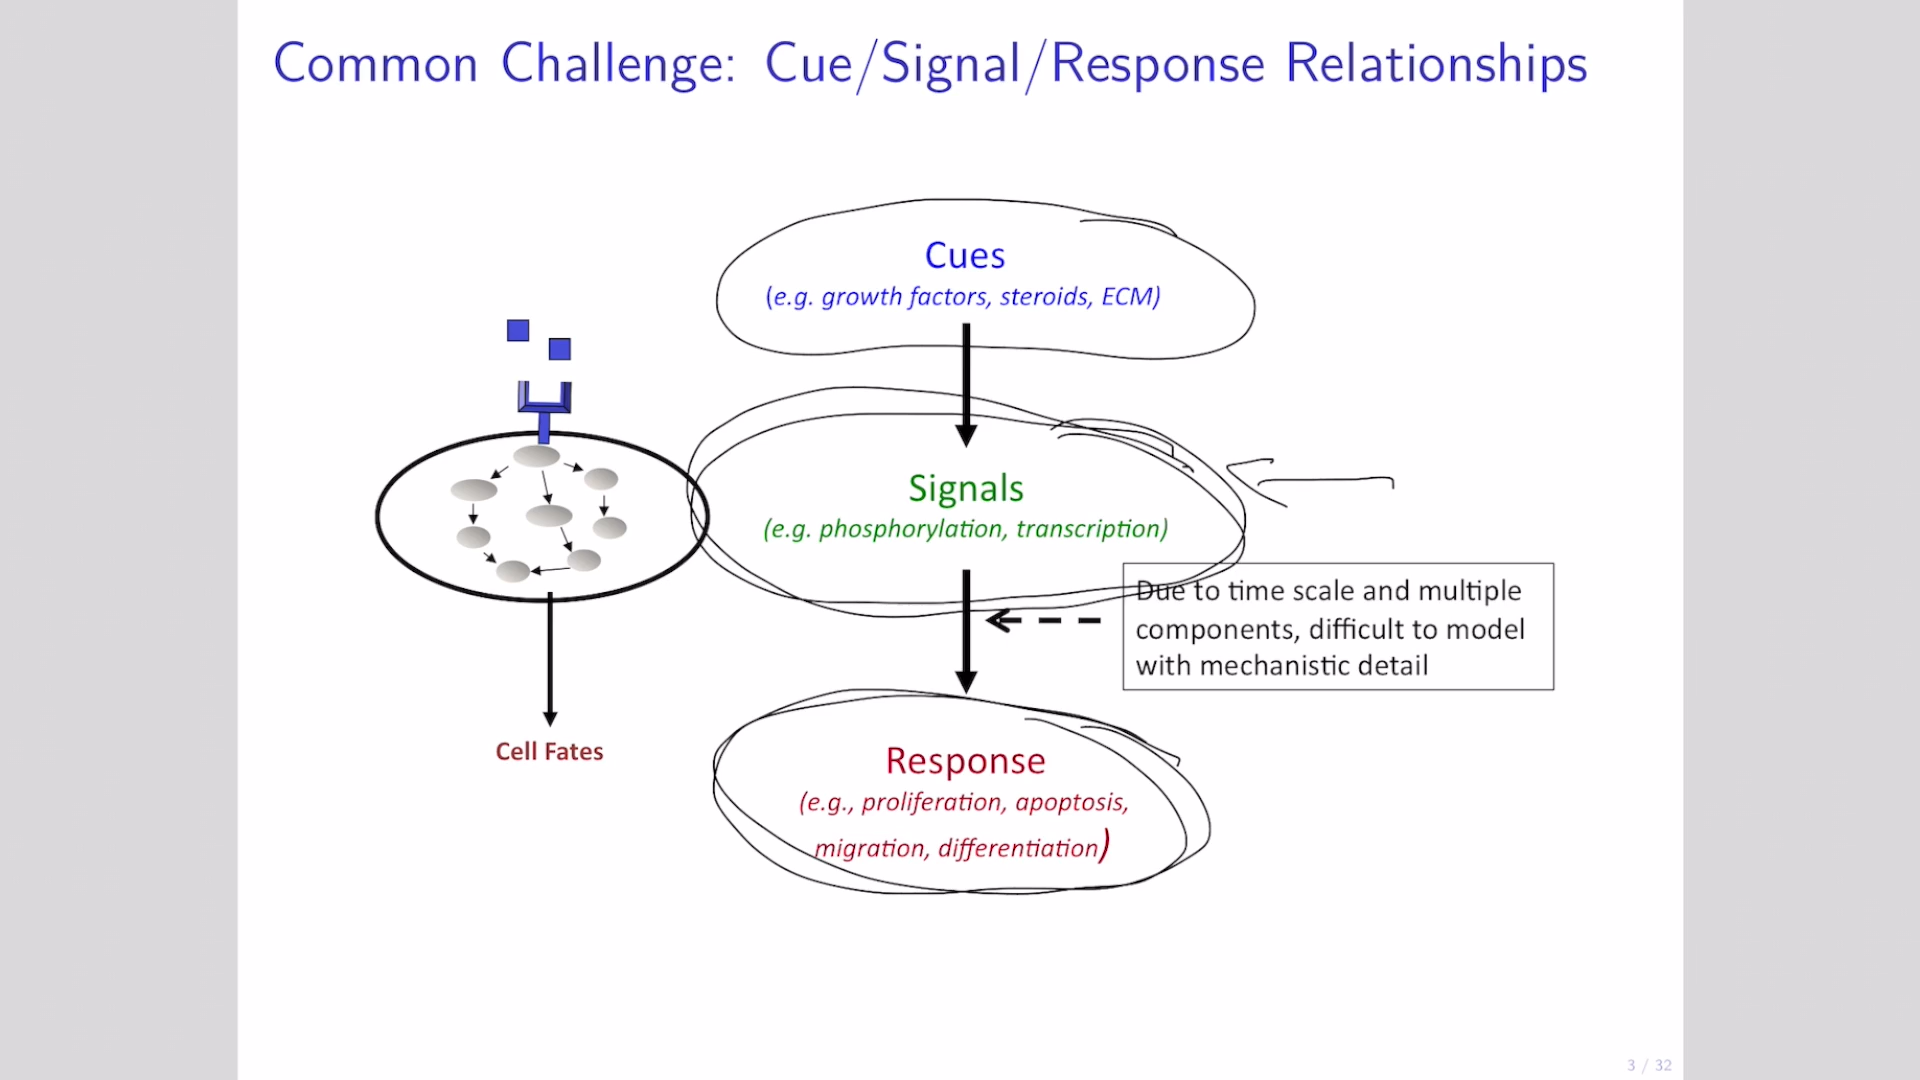 Common Challenge: Cue/Signal/Response Relationships
Cues
(e.g. growth factors, steroids, ECM)
Signals
(e.g. phosphorylation, transcription)
Due to time scale and multiple
components, difficult to model
with mechanistic detail
Cell Fates
Response
(e.g., proliferation, apoptosis,
migration, differentiation)
3 / 32